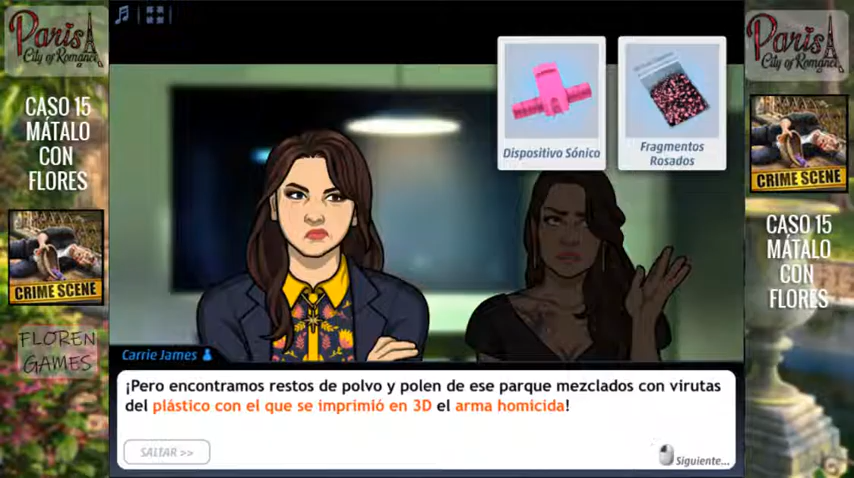 Paris
City of Romance
CASO 15
MÁTALO
CON
FLORES
CRIME SCENE
FLOREN
GAMES
Dispositivo Sónico
Fragmentos
Rosados
Carrie James
¡Pero encontramos restos de polvo y polen de ese parque mezclados con virutas
del plástico con el que se imprimió en 3D el arma homicida!
SALTAR >>
Siguiente...
Paris
City of Romance
CRIME SCENE
CASO 15
MÁTALO
CON
FLORES